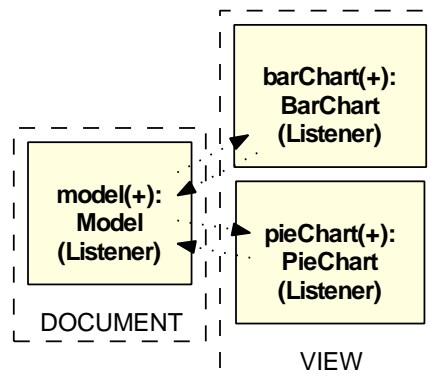 barChart(+):
BarChart
(Listener)
model(+):
Model
(Listener)
pieChart(+):
PieChart
(Listener)
DOCUMENT
VIEW